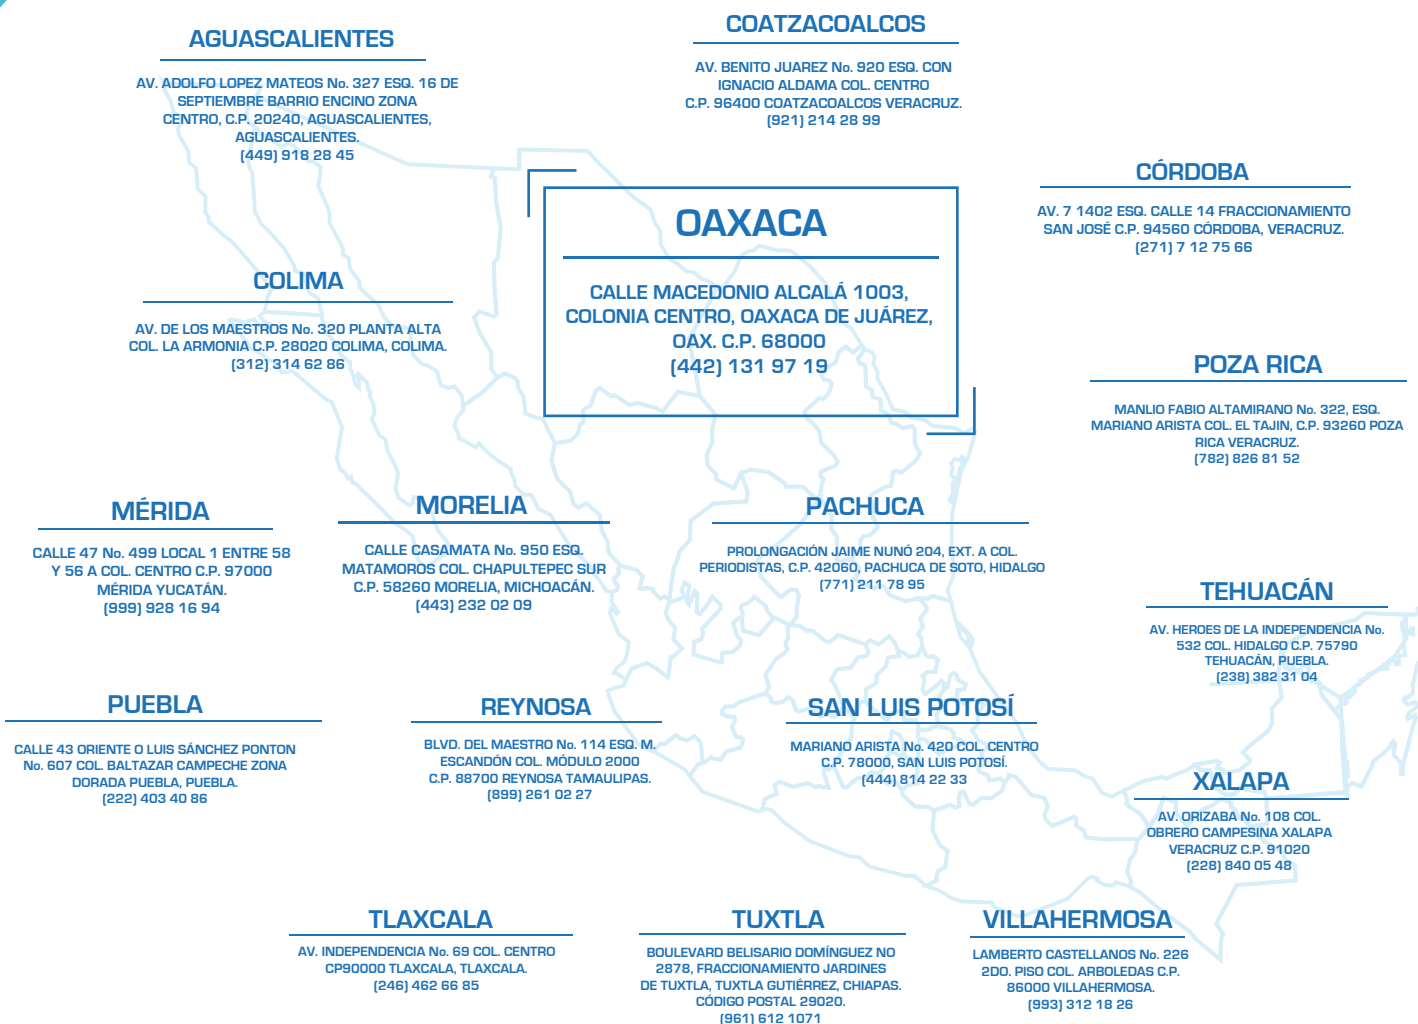 AGUASCALIENTES
AV. ADOLFO LOPEZ MATEOS No. 327 ESQ. 16 DE
SEPTIEMBRE BARRIO ENCINO ZONA
CENTRO, C.P. 20240, AGUASCALIENTES,
AGUASCALIENTES.
(449) 918 28 45
COATZACOALCOS
AV. BENITO JUAREZ No. 920 ESQ. CON
IGNACIO ALDAMA COL. CENTRO
C.P. 96400 COATZACOALCOS VERACRUZ.
(921) 214 28 99
CÓRDOBA
AV. 7 1402 ESQ. CALLE 14 FRACCIONAMIENTO
SAN JOSÉ C.P. 94560 CÓRDOBA, VERACRUZ.
(271) 7 12 75 66
OAXACA
CALLE MACEDONIO ALCALÁ 1003,
COLONIA CENTRO, OAXACA DE JUÁREZ,
OAX. C.P. 68000
(442) 131 97 19
COLIMA
AV. DE LOS MAESTROS No. 320 PLANTA ALTA
COL. LA ARMONIA C.P. 28020 COLIMA, COLIMA.
(312) 314 62 86
POZA RICA
MANLIO FABIO ALTAMIRANO No. 322, ESQ.
MARIANO ARISTA COL. EL TAJIN, C.P. 93260 POZA
RICA VERACRUZ.
(782) 826 81 52
MÉRIDA
CALLE 47 No. 499 LOCAL 1 ENTRE 58
Y 56 A COL. CENTRO C.P. 97000
MÉRIDA YUCATÁN.
(999) 928 16 94
MORELIA
CALLE CASAMATA No. 950 ESQ.
MATAMOROS COL. CHAPULTEPEC SUR
C.P. 58260 MORELIA, MICHOACÁN.
(443) 232 02 09
PACHUCA
PROLONGACIÓN JAIME NUNÓ 204, EXT. A COL.
PERIODISTAS, C.P. 42060, PACHUCA DE SOTO, HIDALGO
(771) 211 78 95
TEHUACÁN
AV. HEROES DE LA INDEPENDENCIA No.
532 COL. HIDALGO C.P. 75790
TEHUACÁN, PUEBLA.
(238) 382 31 04
PUEBLA
CALLE 43 ORIENTE O LUIS SÁNCHEZ PONTON
No. 607 COL. BALTAZAR CAMPECHE ZONA
DORADA PUEBLA, PUEBLA.
(222) 403 40 86
REYNOSA
BLVD. DEL MAESTRO No. 114 ESQ. M.
ESCANDÓN COL. MÓDULO 2000
C.P. 88700 REYNOSA TAMAULIPAS.
(899) 261 02 27
SAN LUIS POTOSÍ
MARIANO ARISTA No. 420 COL. CENTRO
C.P. 78000, SAN LUIS POTOSÍ.
(444) 814 22 33
XALAPA
AV. ORIZABA No. 108 COL.
OBRERO CAMPESINA XALAPA
VERACRUZ C.P. 91020
(228) 840 05 48
TLAXCALA
AV. INDEPENDENCIA No. 69 COL. CENTRO
CP90000 TLAXCALA, TLAXCALA.
(246) 462 66 85
TUXTLA
BOULEVARD BELISARIO DOMÍNGUEZ NO
2878, FRACCIONAMIENTO JARDINES
DE TUXTLA, TUXTLA GUTIÉRREZ, CHIAPAS.
CÓDIGO POSTAL 29020.
(961) 612 1071
VILLAHERMOSA
LAMBERTO CASTELLANOS No. 226
2DO. PISO COL. ARBOLEDAS C.P.
86000 VILLAHERMOSA.
(993) 312 18 26